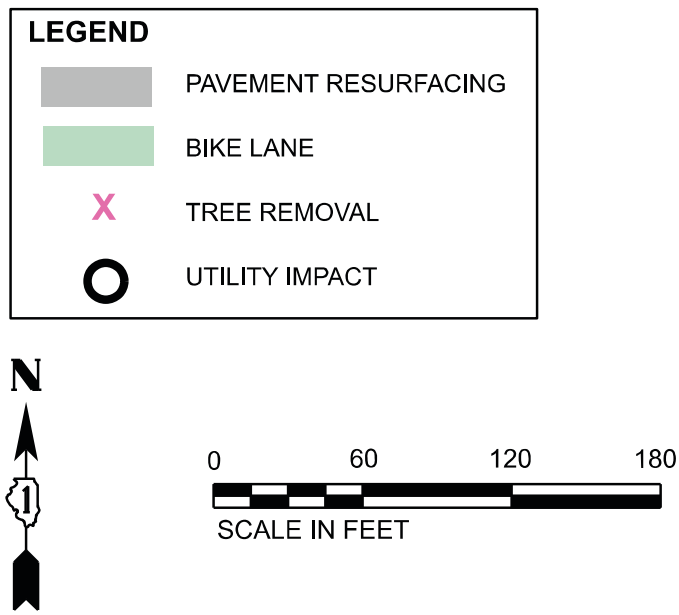 LEGEND
PAVEMENT RESURFACING
BIKE LANE
X TREE REMOVAL
UTILITY IMPACT
N
1
0 60 120 180
SCALE IN FEET